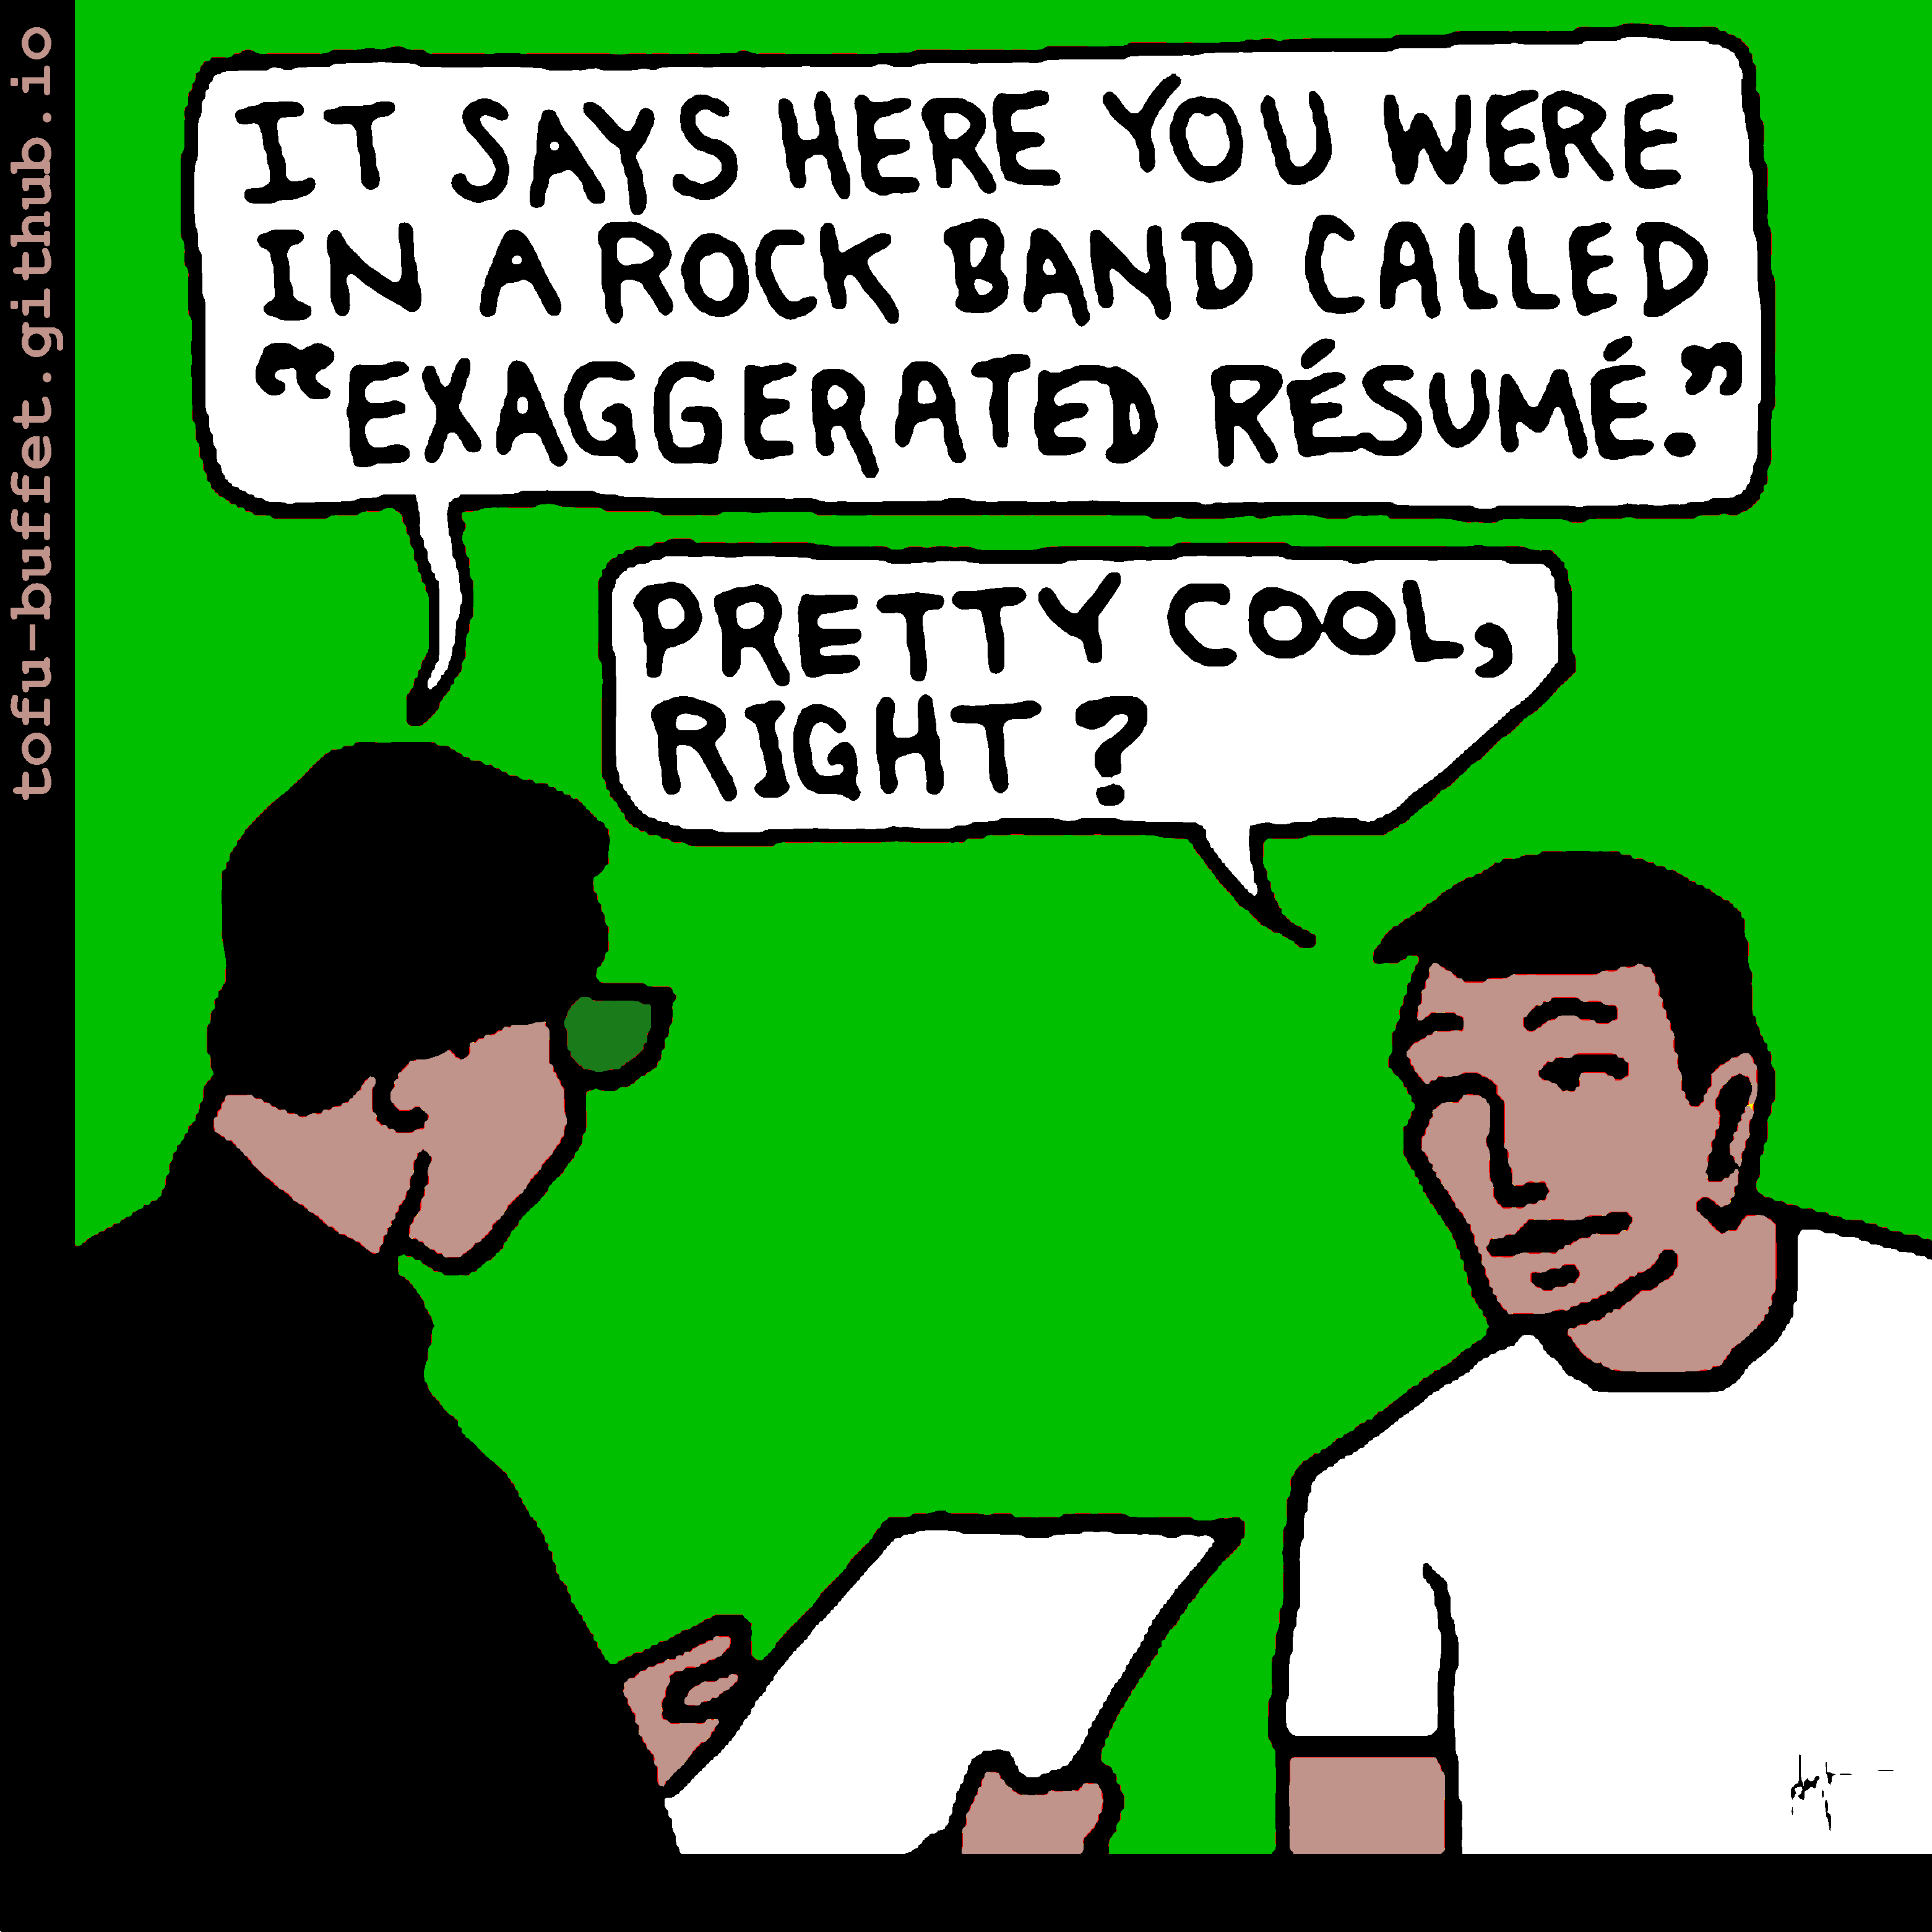 tofu-buffet.github.io
IT SAYS HERE YOU WERE
IN A ROCK BAND CALLED
“EXAGGERATED RÉSUMÉ.”
PRETTY COOL,
RIGHT?